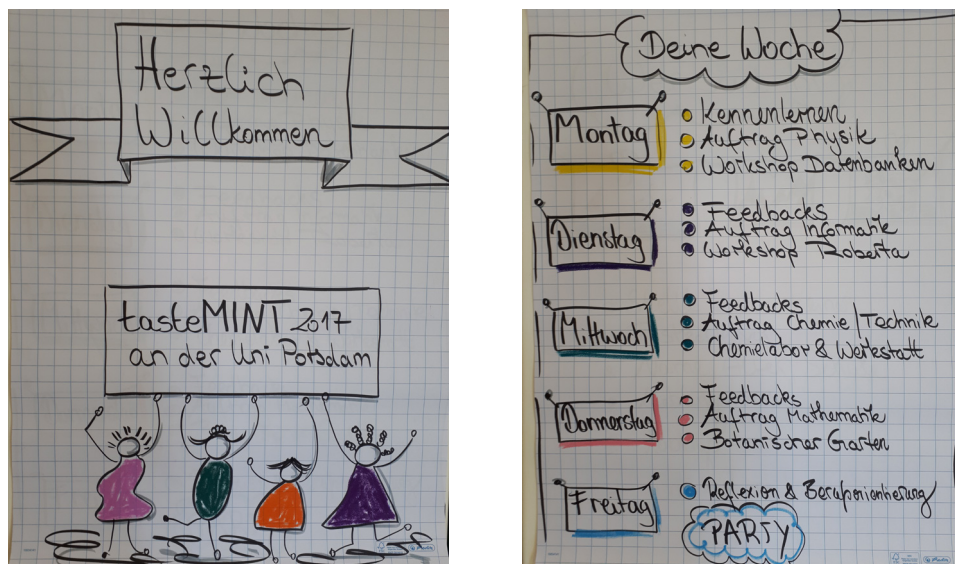 Herzlich
Willkommen
tasteMINT 2017
an der Uni Potsdam
Deine Woche
Montag
Kennenlernen
Auftrag Physik
Workshop Datenbanken
Dienstag
Feedbacks
Auftrag Informatik
Workshop Roberta
Mittwoch
Feedbacks
Auftrag Chemie/Technik
Chemielabor & Werkstatt
Donnerstag
Feedbacks
Auftrag Mathematik
Botanischer Garten
Freitag
Reflexion & Berufsorientierung
PARTY